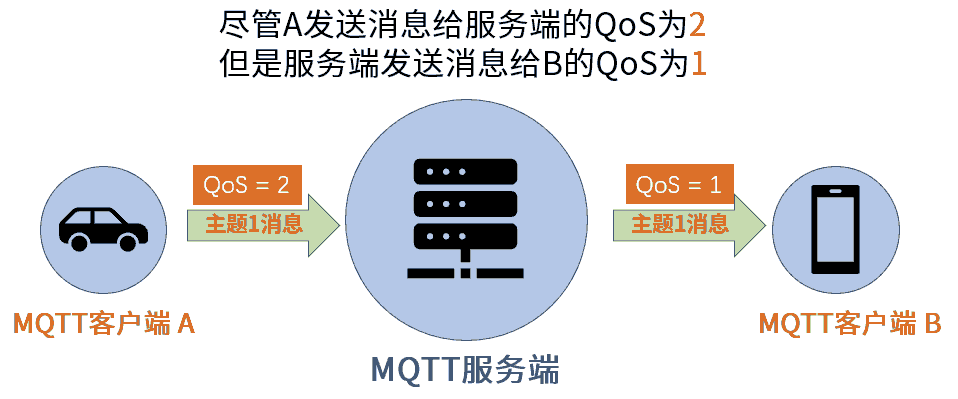 尽管A发送消息给服务端的QoS为2
但是服务端发送消息给B的QoS为1
QoS = 2
主题1消息
QoS = 1
主题1消息
MQTT客户端 A
MQTT客户端 B
MQTT服务端